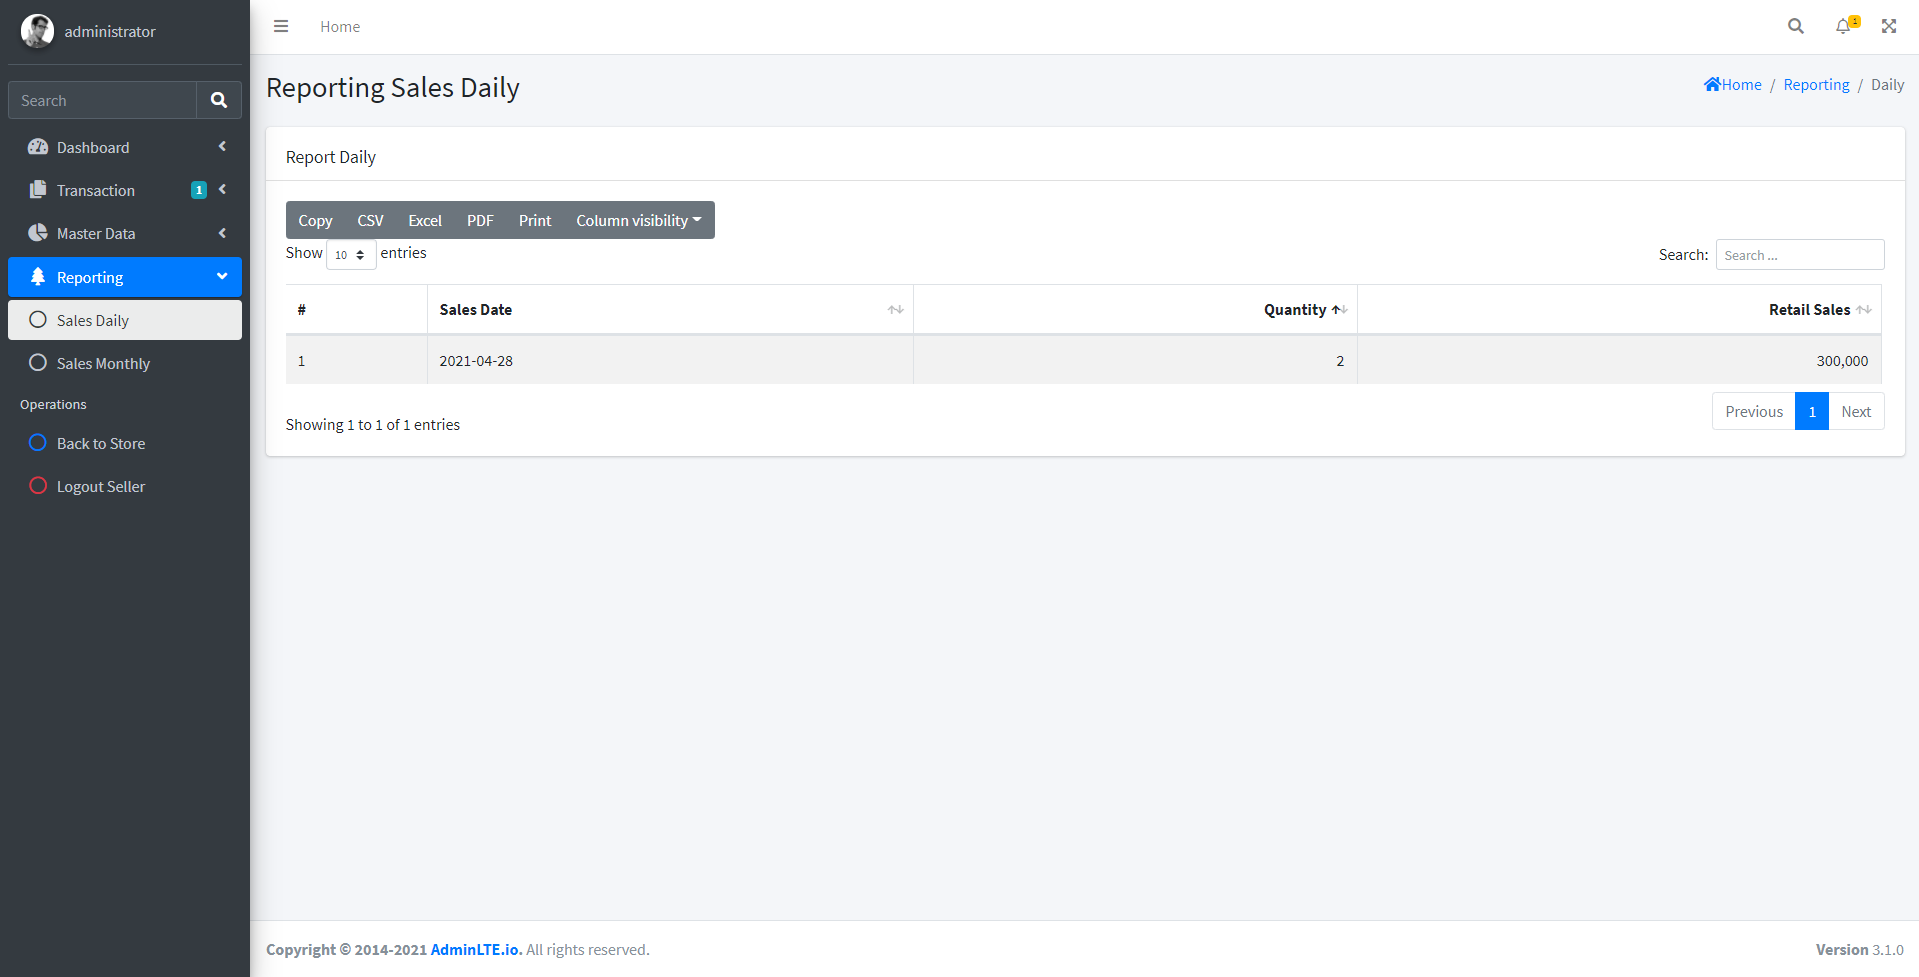 administrator
Search
Dashboard
Transaction 1
Master Data
Reporting
Sales Daily
Sales Monthly
Operations
Back to Store
Logout Seller
Home
1
Reporting Sales Daily
Home / Reporting / Daily
Report Daily
Copy CSV Excel PDF Print Column visibility
Show 10 entries
Search: Search ...
# Sales Date Quantity Retail Sales
1 2021-04-28 2 300,000
Showing 1 to 1 of 1 entries
Previous 1 Next
Copyright © 2014-2021 AdminLTE.io. All rights reserved.
Version 3.1.0